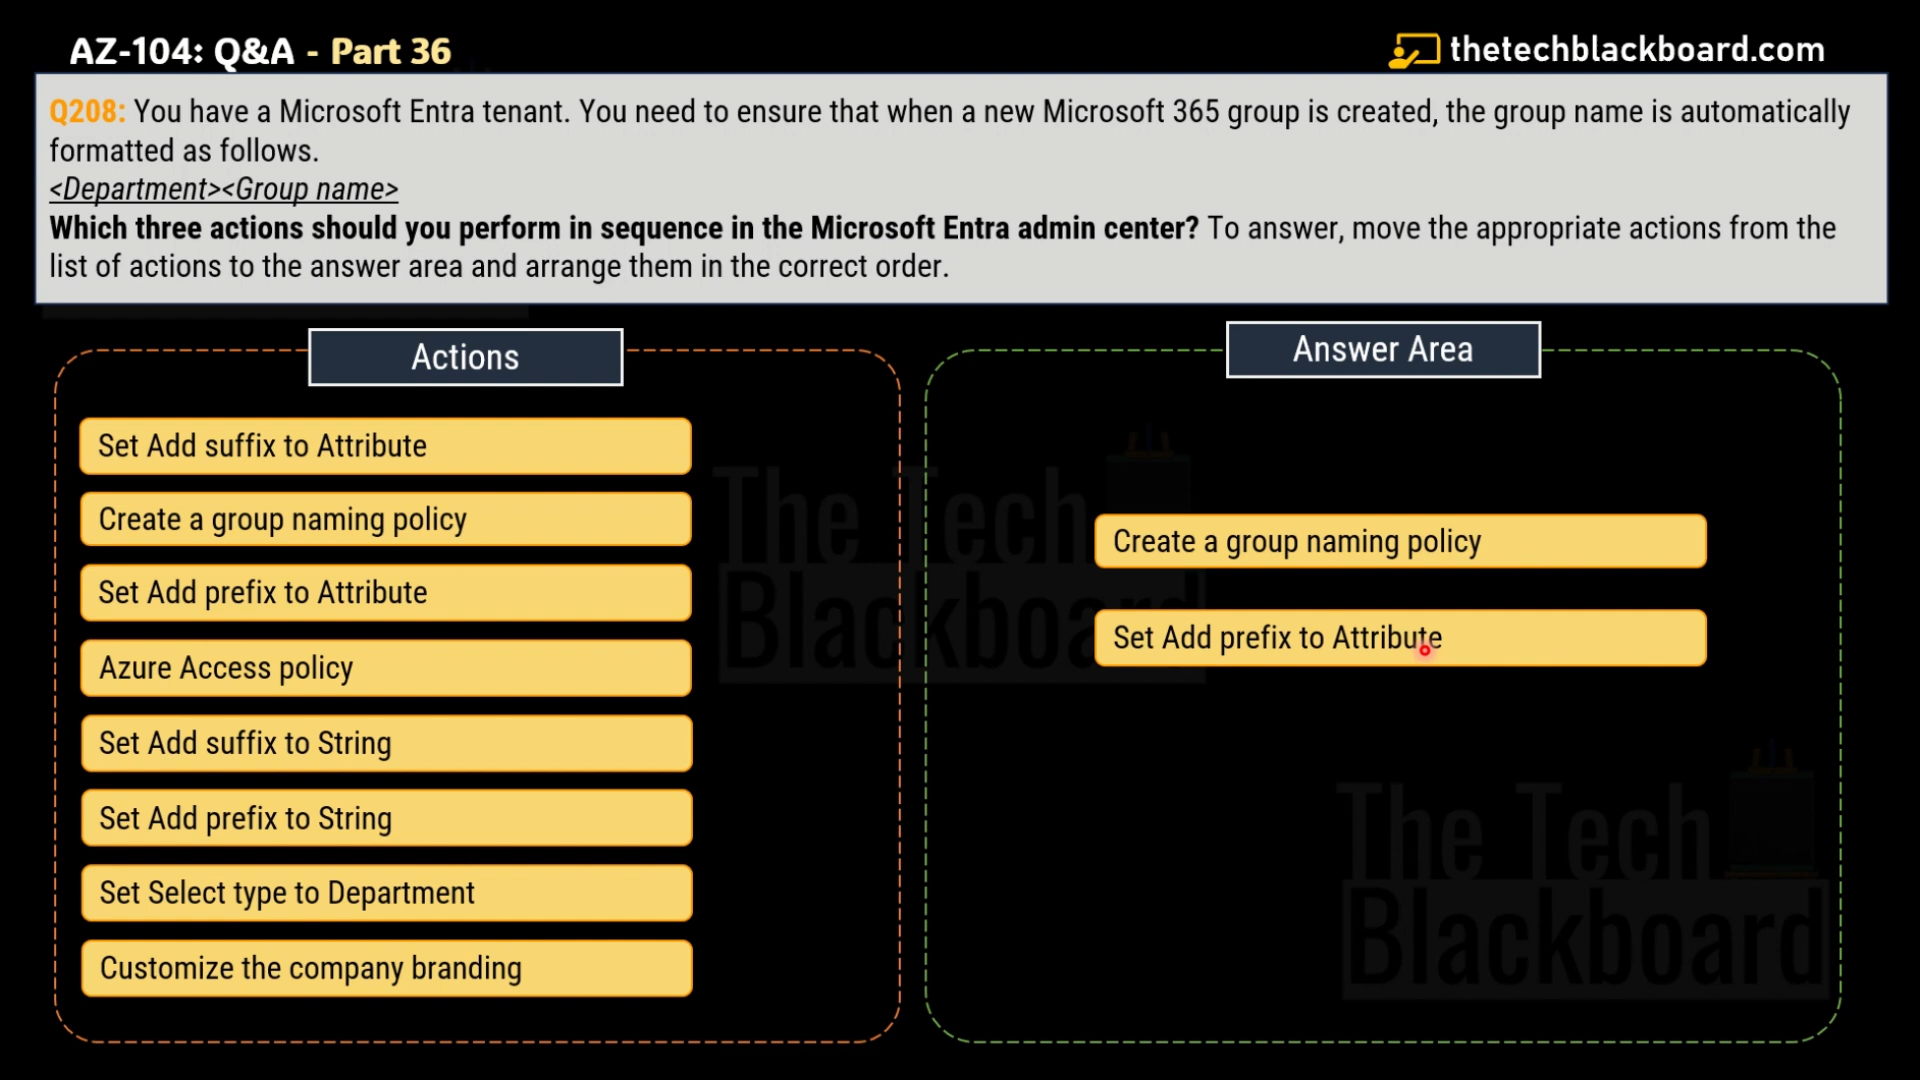 AZ-104: Q&A - Part 36
thetechblackboard.com
Q208: You have a Microsoft Entra tenant. You need to ensure that when a new Microsoft 365 group is created, the group name is automatically
formatted as follows.
<Department><Group name>
Which three actions should you perform in sequence in the Microsoft Entra admin center? To answer, move the appropriate actions from the
list of actions to the answer area and arrange them in the correct order.
Actions
Set Add suffix to Attribute
Create a group naming policy
Set Add prefix to Attribute
Azure Access policy
Set Add suffix to String
Set Add prefix to String
Set Select type to Department
Customize the company branding
Answer Area
Create a group naming policy
Set Add prefix to Attribute
The Tech
Blackboard
The Tech
Blackboard